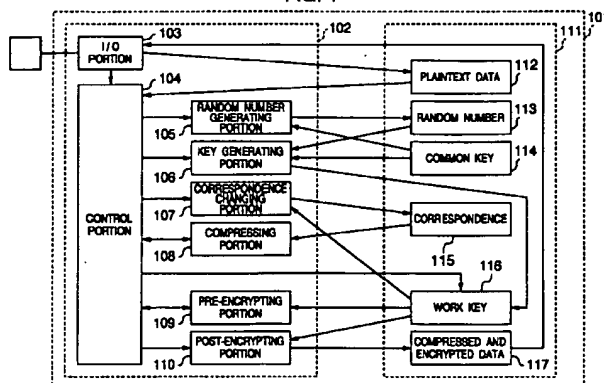 103
102
10
I/O
PORTION
104
111
PLAINTEXT DATA
112
RANDOM NUMBER
GENERATING
PORTION
105
RANDOM NUMBER
113
KEY GENERATING
PORTION
106
COMMON KEY
114
CORRESPONDENCE
CHANGING
PORTION
107
CONTROL
PORTION
COMPRESSING
PORTION
108
CORRESPONDENCE
115
116
PRE-ENCRYPTING
PORTION
109
WORK KEY
POST-ENCRYPTING
PORTION
110
COMPRESSED AND
ENCRYPTED DATA
117